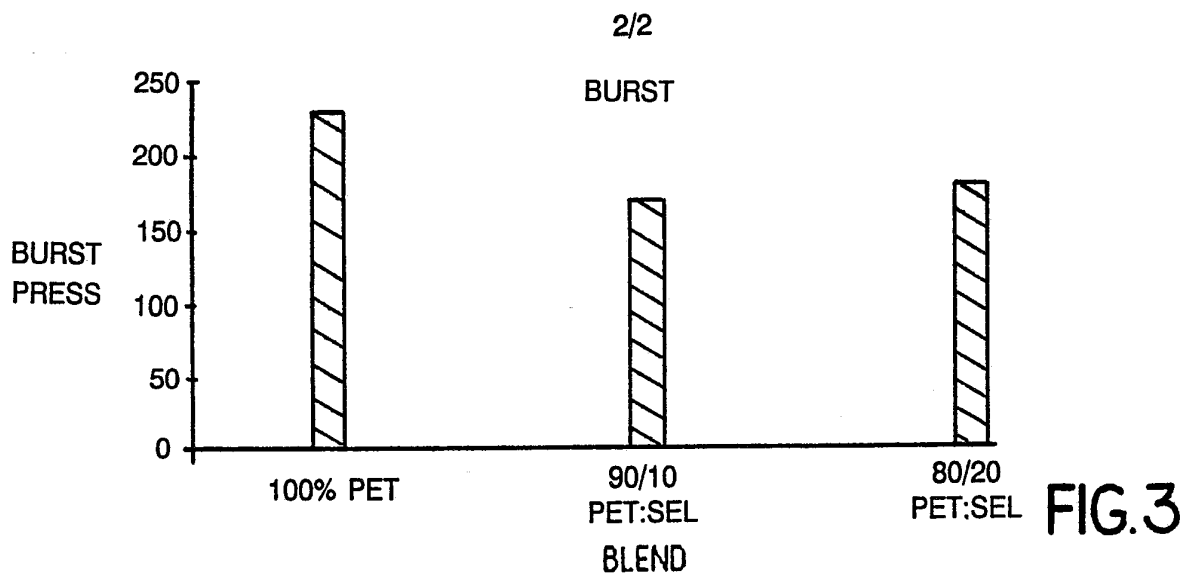 2/2
BURST
250
200
150
100
50
0
BURST
PRESS
100% PET
90/10
PET:SEL
80/20
PET:SEL
BLEND
FIG.3